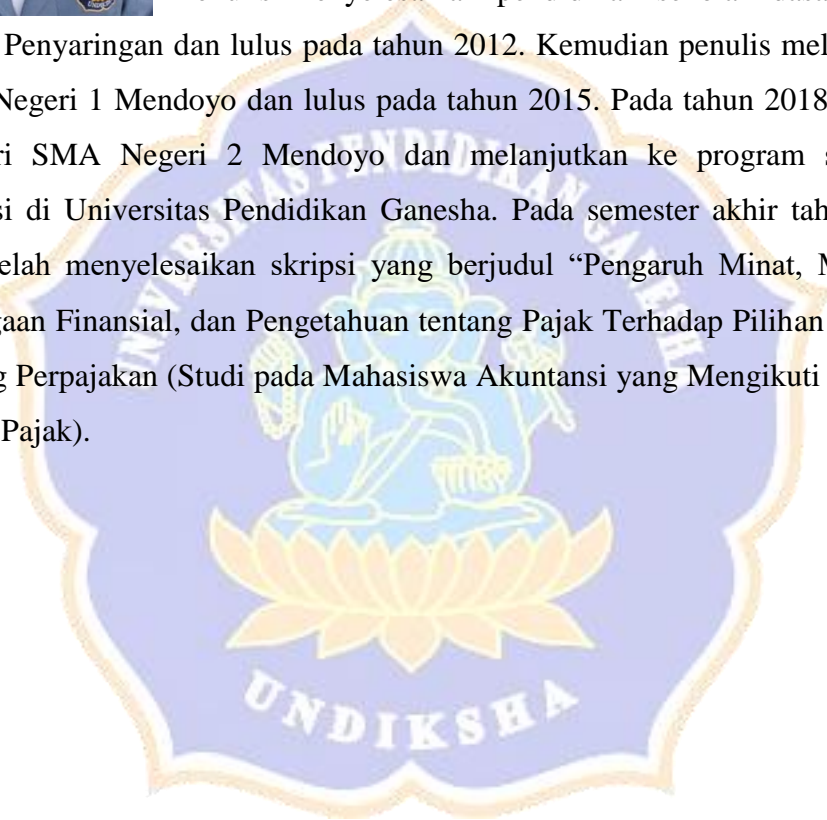 Penyaringan dan lulus pada tahun 2012. Kemudian penulis mel
Negeri 1 Mendoyo dan lulus pada tahun 2015. Pada tahun 2018
ri SMA Negeri 2 Mendoyo dan melanjutkan ke program s
si di Universitas Pendidikan Ganesha. Pada semester akhir tah
elah menyelesaikan skripsi yang berjudul “Pengaruh Minat, M
gaan Finansial, dan Pengetahuan tentang Pajak Terhadap Pilihan
g Perpajakan (Studi pada Mahasiswa Akuntansi yang Mengikuti
Pajak).
UNIVERSITAS PENDIDIKAN GANESHA
UNDIKSHA